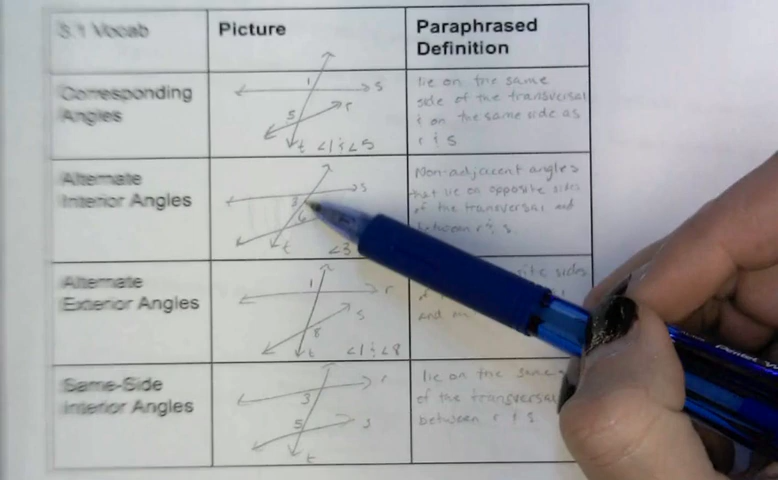 3.1 Vocab
Picture
Paraphrased
Definition
Corresponding
Angles
1
s
r
5
t
<1 & <5
lie on the same
side of the transversal
& on the same side as
r & s
Alternate
Interior Angles
s
3
6
t
<3
Non-adjacent angles
that lie on opposite sides
of the transversal and
between r & s.
Alternate
Exterior Angles
1
r
s
8
t
<1 & <8
sides
and
Same-Side
Interior Angles
r
3
5
s
t
lie on the same
of the transversal
between r & s